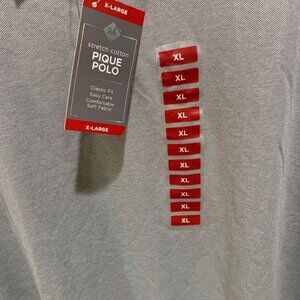 X-LARGE
stretch cotton
PIQUE
POLO
Classic Fit
Easy Care
Comfortable
Soft Fabric
X-LARGE
XL
XL
XL
XL
XL
XL
XL
XL
XL
XL
XL